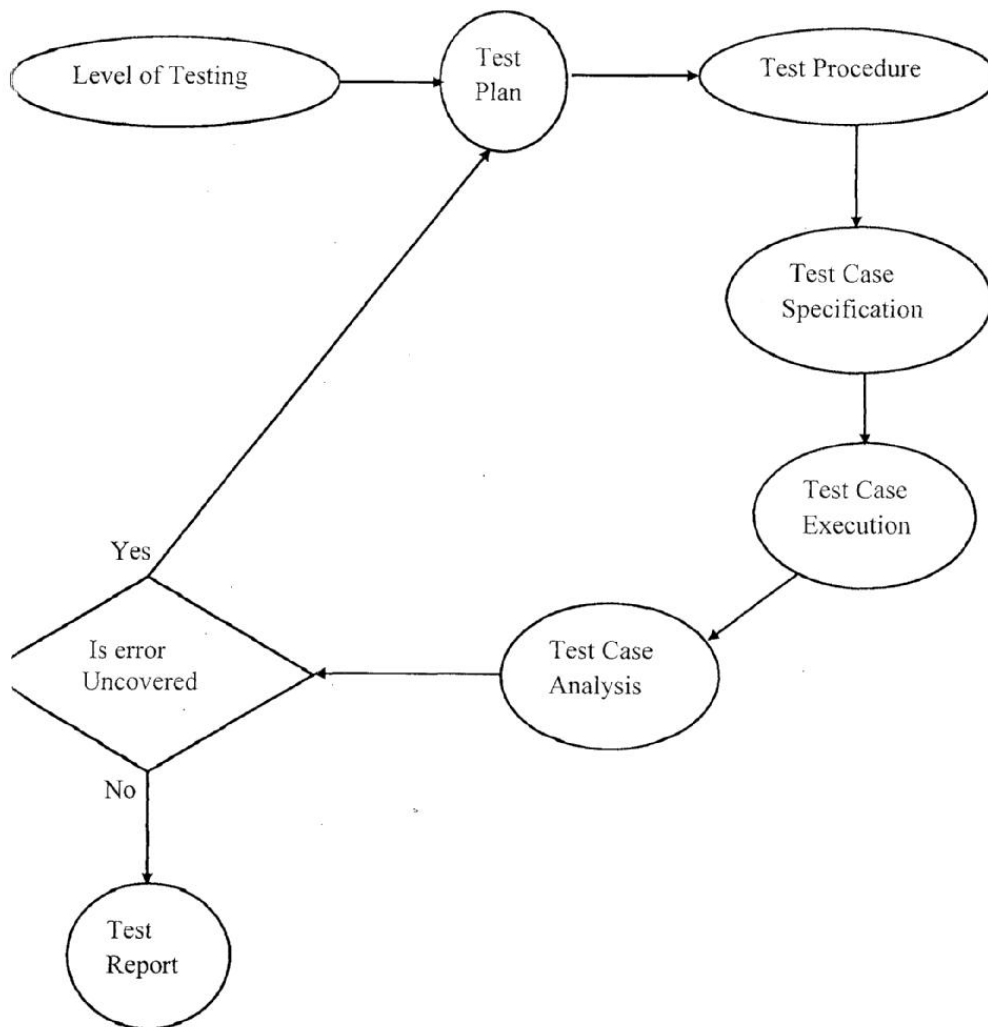 Level of Testing
Test
Plan
Test Procedure
Test Case
Specification
Test Case
Execution
Test Case
Analysis
Yes
Is error
Uncovered
No
Test
Report